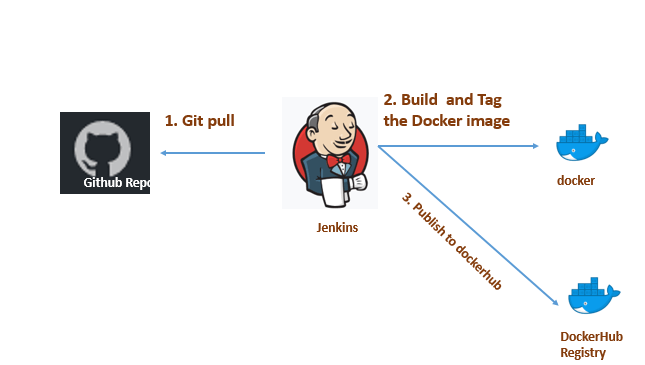 1. Git pull
2. Build and Tag
the Docker image
Github Repo
docker
3. Publish to dockerhub
Jenkins
DockerHub
Registry